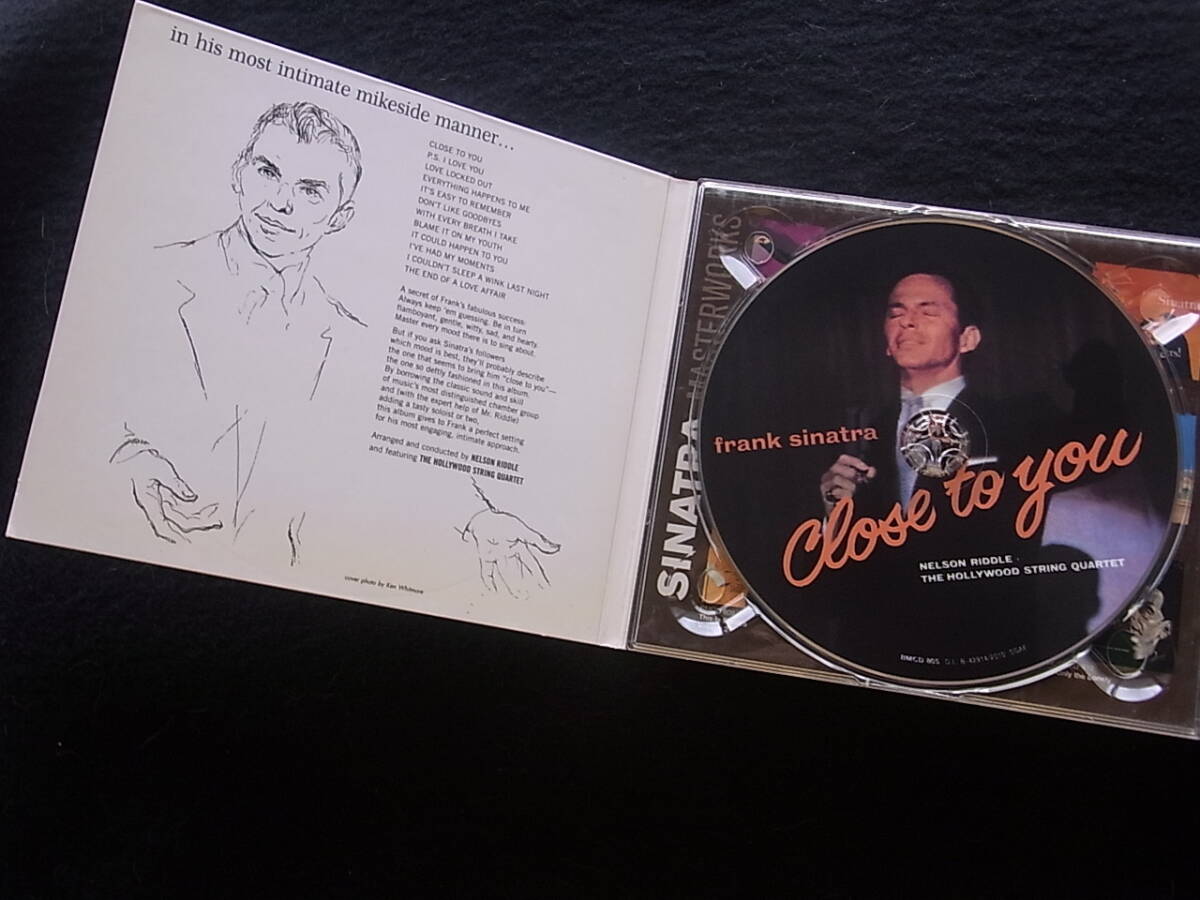 in his most intimate mikeside manner...
CLOSE TO YOU
P.S. I LOVE YOU
LOVE LOCKED OUT
EVERYTHING HAPPENS TO ME
IT'S EASY TO REMEMBER
DON'T LIKE GOODBYES
WITH EVERY BREATH I TAKE
BLAME IT ON MY YOUTH
IT COULD HAPPEN TO YOU
I'VE HAD MY MOMENTS
I COULDN'T SLEEP A WINK LAST NIGHT
THE END OF A LOVE AFFAIR
A secret of Frank's fabulous success:
Always keep 'em guessing. Be in turn
flamboyant, gentle, witty, sad, and hearty.
Master every mood there is to sing about.
But if you ask Sinatra's followers
which mood is best, they'll probably describe
the one that seems to bring him "close to you"—
the one so deftly fashioned in this album.
By borrowing the classic sound and skill
of music's most distinguished chamber group
and (with the expert help of Mr. Riddle)
adding a tasty soloist or two,
this album gives to Frank a perfect setting
for his most engaging, intimate approach.
Arranged and conducted by NELSON RIDDLE
and featuring THE HOLLYWOOD STRING QUARTET
cover photo by Ken Whitmore
SINATRA MASTERWORKS
frank sinatra
Close to you
NELSON RIDDLE
THE HOLLYWOOD STRING QUARTET
BMCD 805
Sinatra
only the Lonely